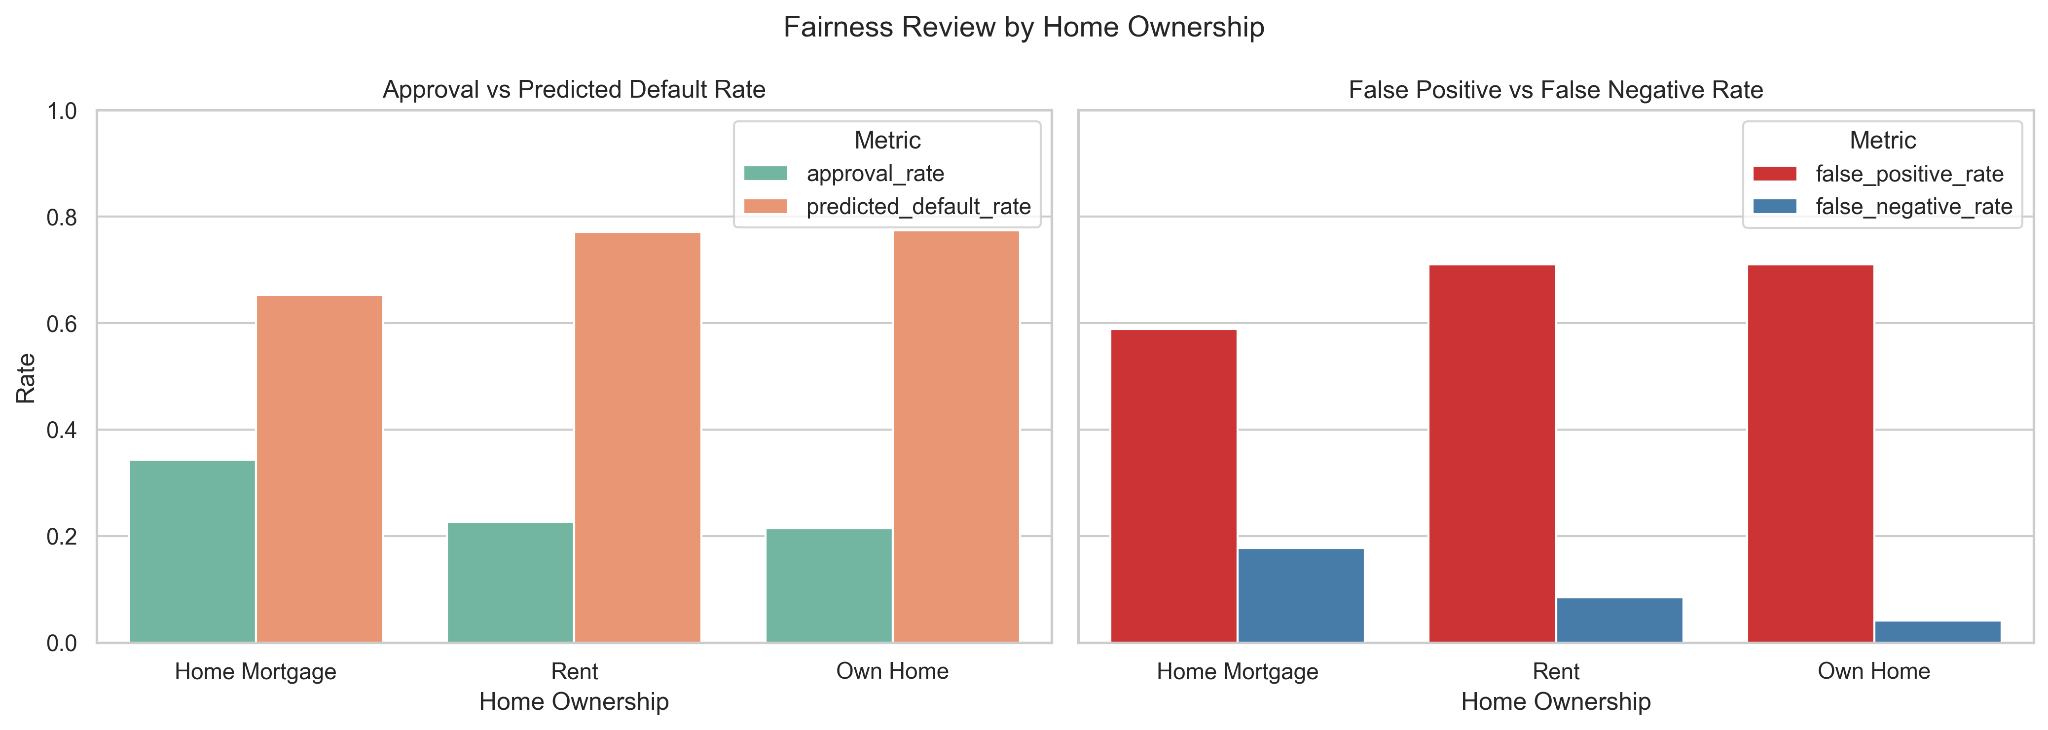 Fairness Review by Home Ownership
Approval vs Predicted Default Rate
Metric
approval_rate
predicted_default_rate
Rate
1.0
0.8
0.6
0.4
0.2
0.0
Home Mortgage
Rent
Own Home
Home Ownership
False Positive vs False Negative Rate
Metric
false_positive_rate
false_negative_rate
Home Mortgage
Rent
Own Home
Home Ownership